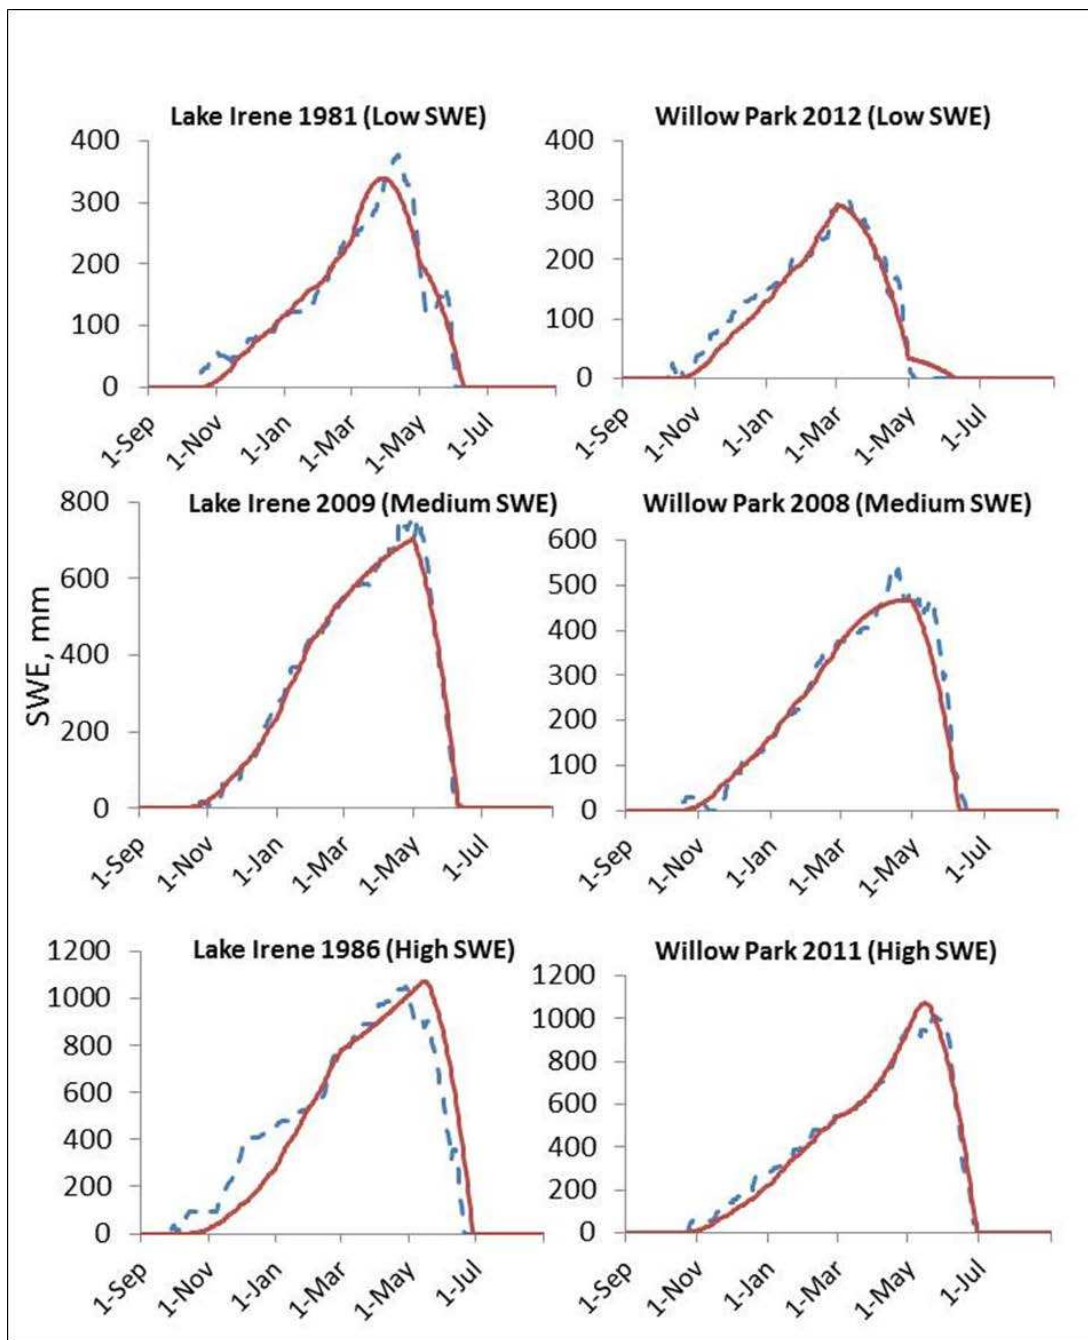 Lake Irene 1981 (Low SWE)
400
300
200
100
0
1-Sep
1-Nov
1-Jan
1-Mar
1-May
1-Jul
Willow Park 2012 (Low SWE)
400
300
200
100
0
1-Sep
1-Nov
1-Jan
1-Mar
1-May
1-Jul
SWE, mm
Lake Irene 2009 (Medium SWE)
800
600
400
200
0
1-Sep
1-Nov
1-Jan
1-Mar
1-May
1-Jul
Willow Park 2008 (Medium SWE)
600
500
400
300
200
100
0
1-Sep
1-Nov
1-Jan
1-Mar
1-May
1-Jul
Lake Irene 1986 (High SWE)
1200
1000
800
600
400
200
0
1-Sep
1-Nov
1-Jan
1-Mar
1-May
1-Jul
Willow Park 2011 (High SWE)
1200
1000
800
600
400
200
0
1-Sep
1-Nov
1-Jan
1-Mar
1-May
1-Jul